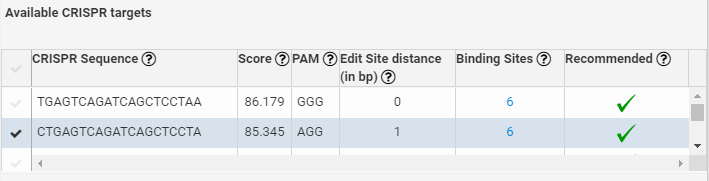 Available CRISPR targets
CRISPR Sequence ? Score ? PAM ? Edit Site distance (in bp) ? Binding Sites ? Recommended ?
TGAGTCAGATCAGCTCCTAA 86.179 GGG 0 6
CTGAGTCAGATCAGCTCCTA 85.345 AGG 1 6